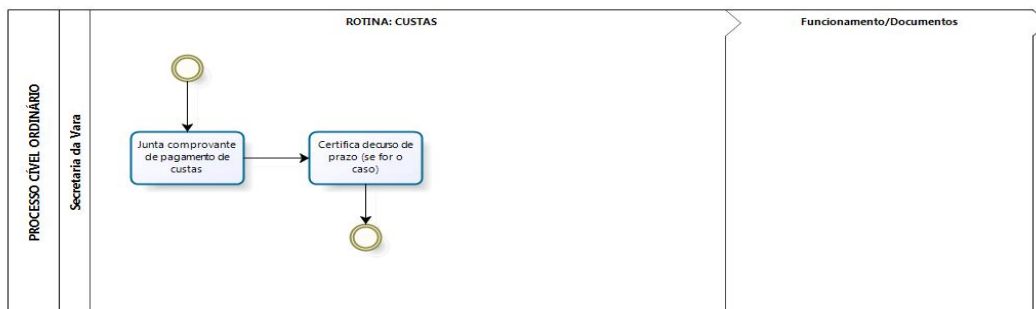 PROCESSO CÍVEL ORDINÁRIO
Secretaria da Vara
ROTINA: CUSTAS
Funcionamento/Documentos
Junta comprovante
de pagamento de
custas
Certifica decurso de
prazo (se for o
caso)